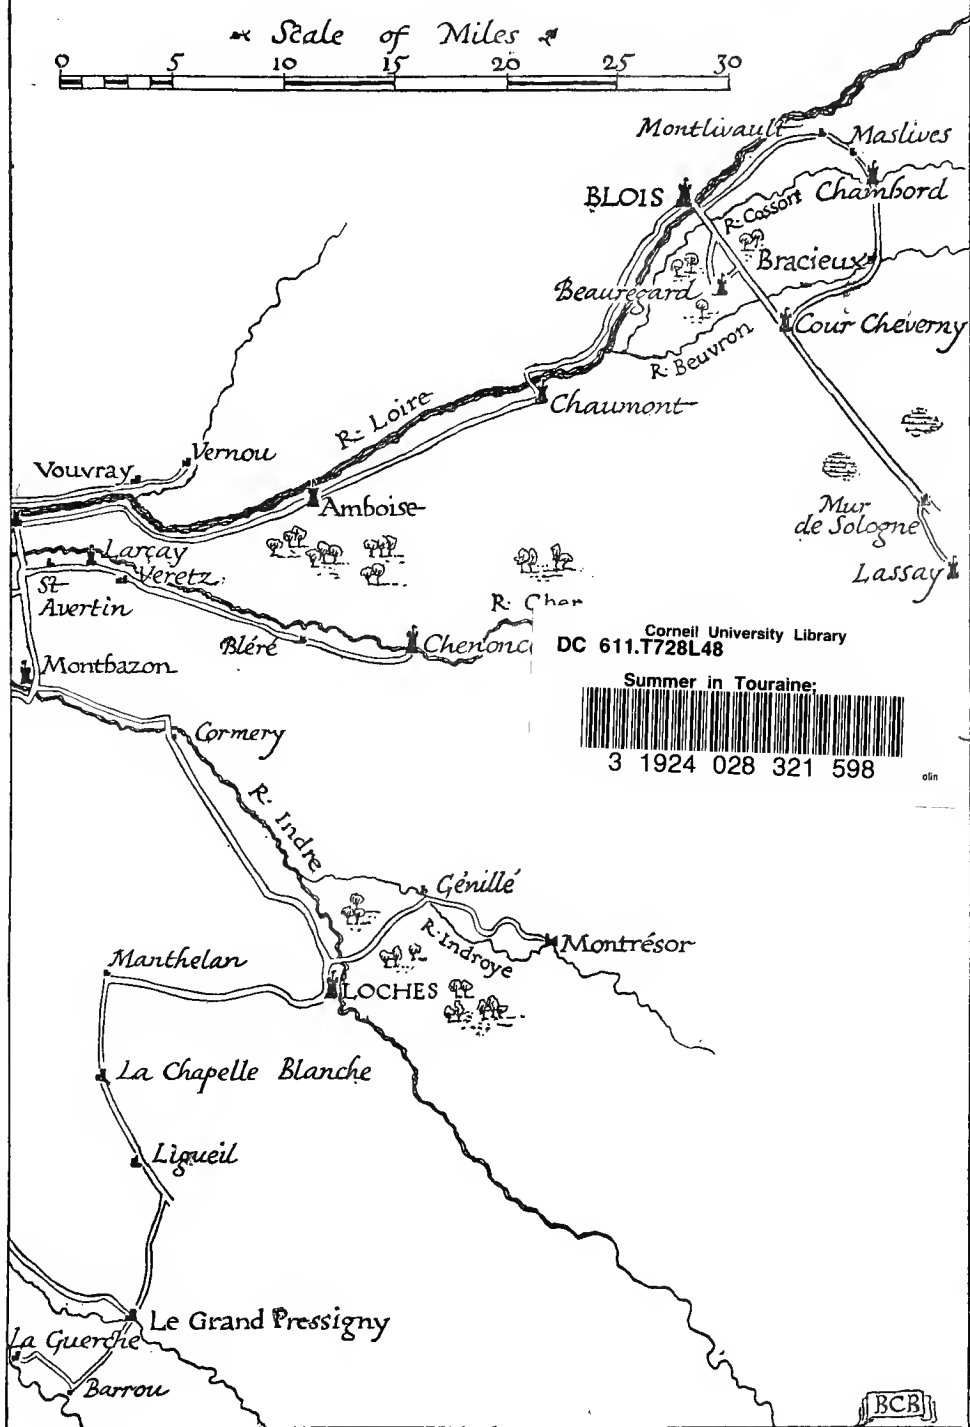 Scale of Miles
0 5 10 15 20 25 30
Montlivault
Maslives
BLOIS
R. Cosson
Chambord
Bracieux
Beauregard
Cour Cheverny
R. Beuvron
R. Loire
Chaumont
Vernou
Vouvray
Amboise
Mur
de Sologne
Lassay
Larçay
Veretz
St
Avertin
R. Cher
Bléré
Chenonc
Montbazon
Cornell University Library
DC 611.T728L48
Summer in Touraine;
3 1924 028 321 598
olin
Cormery
R. Indre
Génillé
R. Indroye
Montrésor
Manthelan
LOCHES
La Chapelle Blanche
Ligueil
Le Grand Pressigny
La Guerche
Barrou
BCB